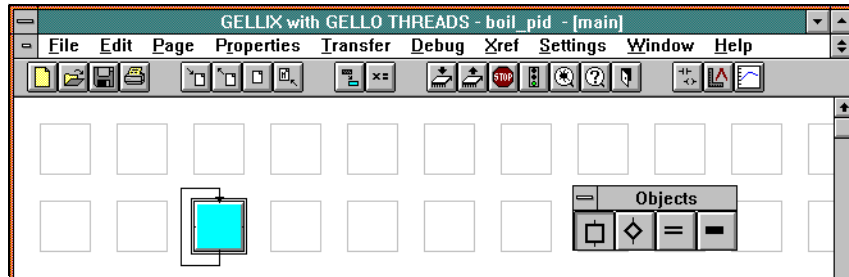 GELLIX with GELLO THREADS - boil_pid - [main]
File Edit Page Properties Transfer Debug Xref Settings Window Help
STOP
Objects